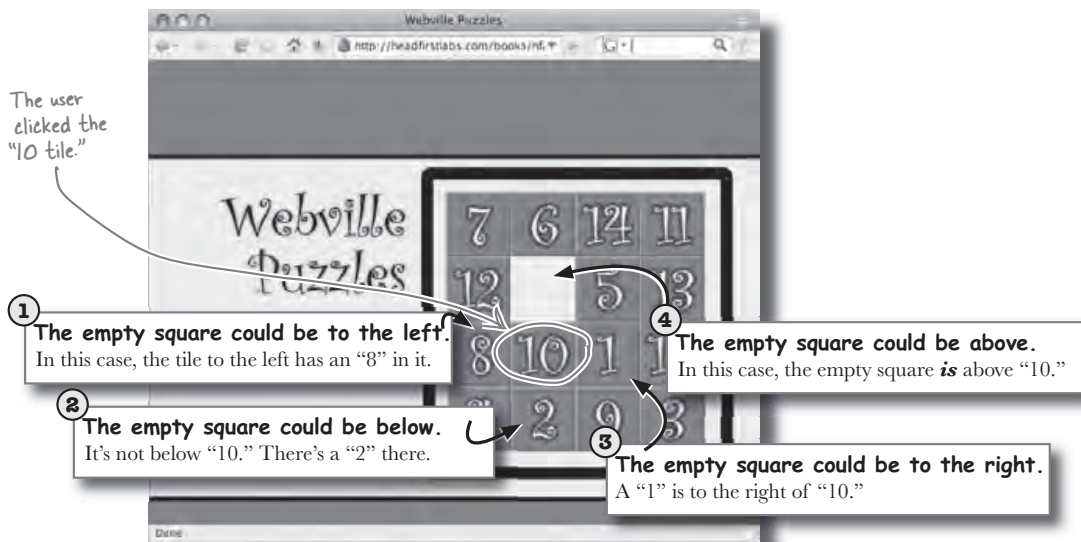 Webville Puzzles
http://headfirstlabs.com/books/
The user
clicked the
“10 tile.”
Webville
Puzzles
7 6 14 11
12 5 13
8 10 1
2 9 3
1
The empty square could be to the left.
In this case, the tile to the left has an “8” in it.
2
The empty square could be below.
It’s not below “10.” There’s a “2” there.
3
The empty square could be to the right.
A “1” is to the right of “10.”
4
The empty square could be above.
In this case, the empty square is above “10.”
Done